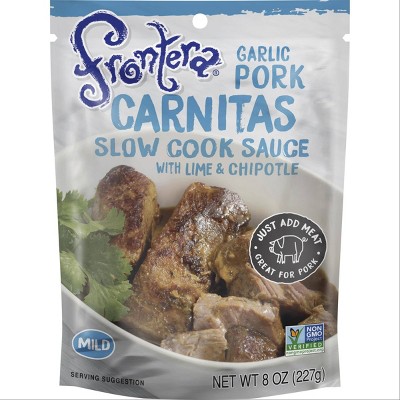 frontera®
GARLIC
PORK
CARNITAS
SLOW COOK SAUCE
WITH LIME & CHIPOTLE
JUST ADD MEAT
GREAT FOR PORK
MILD
NON
GMO
Project
VERIFIED
SERVING SUGGESTION
NET WT 8 OZ (227g)